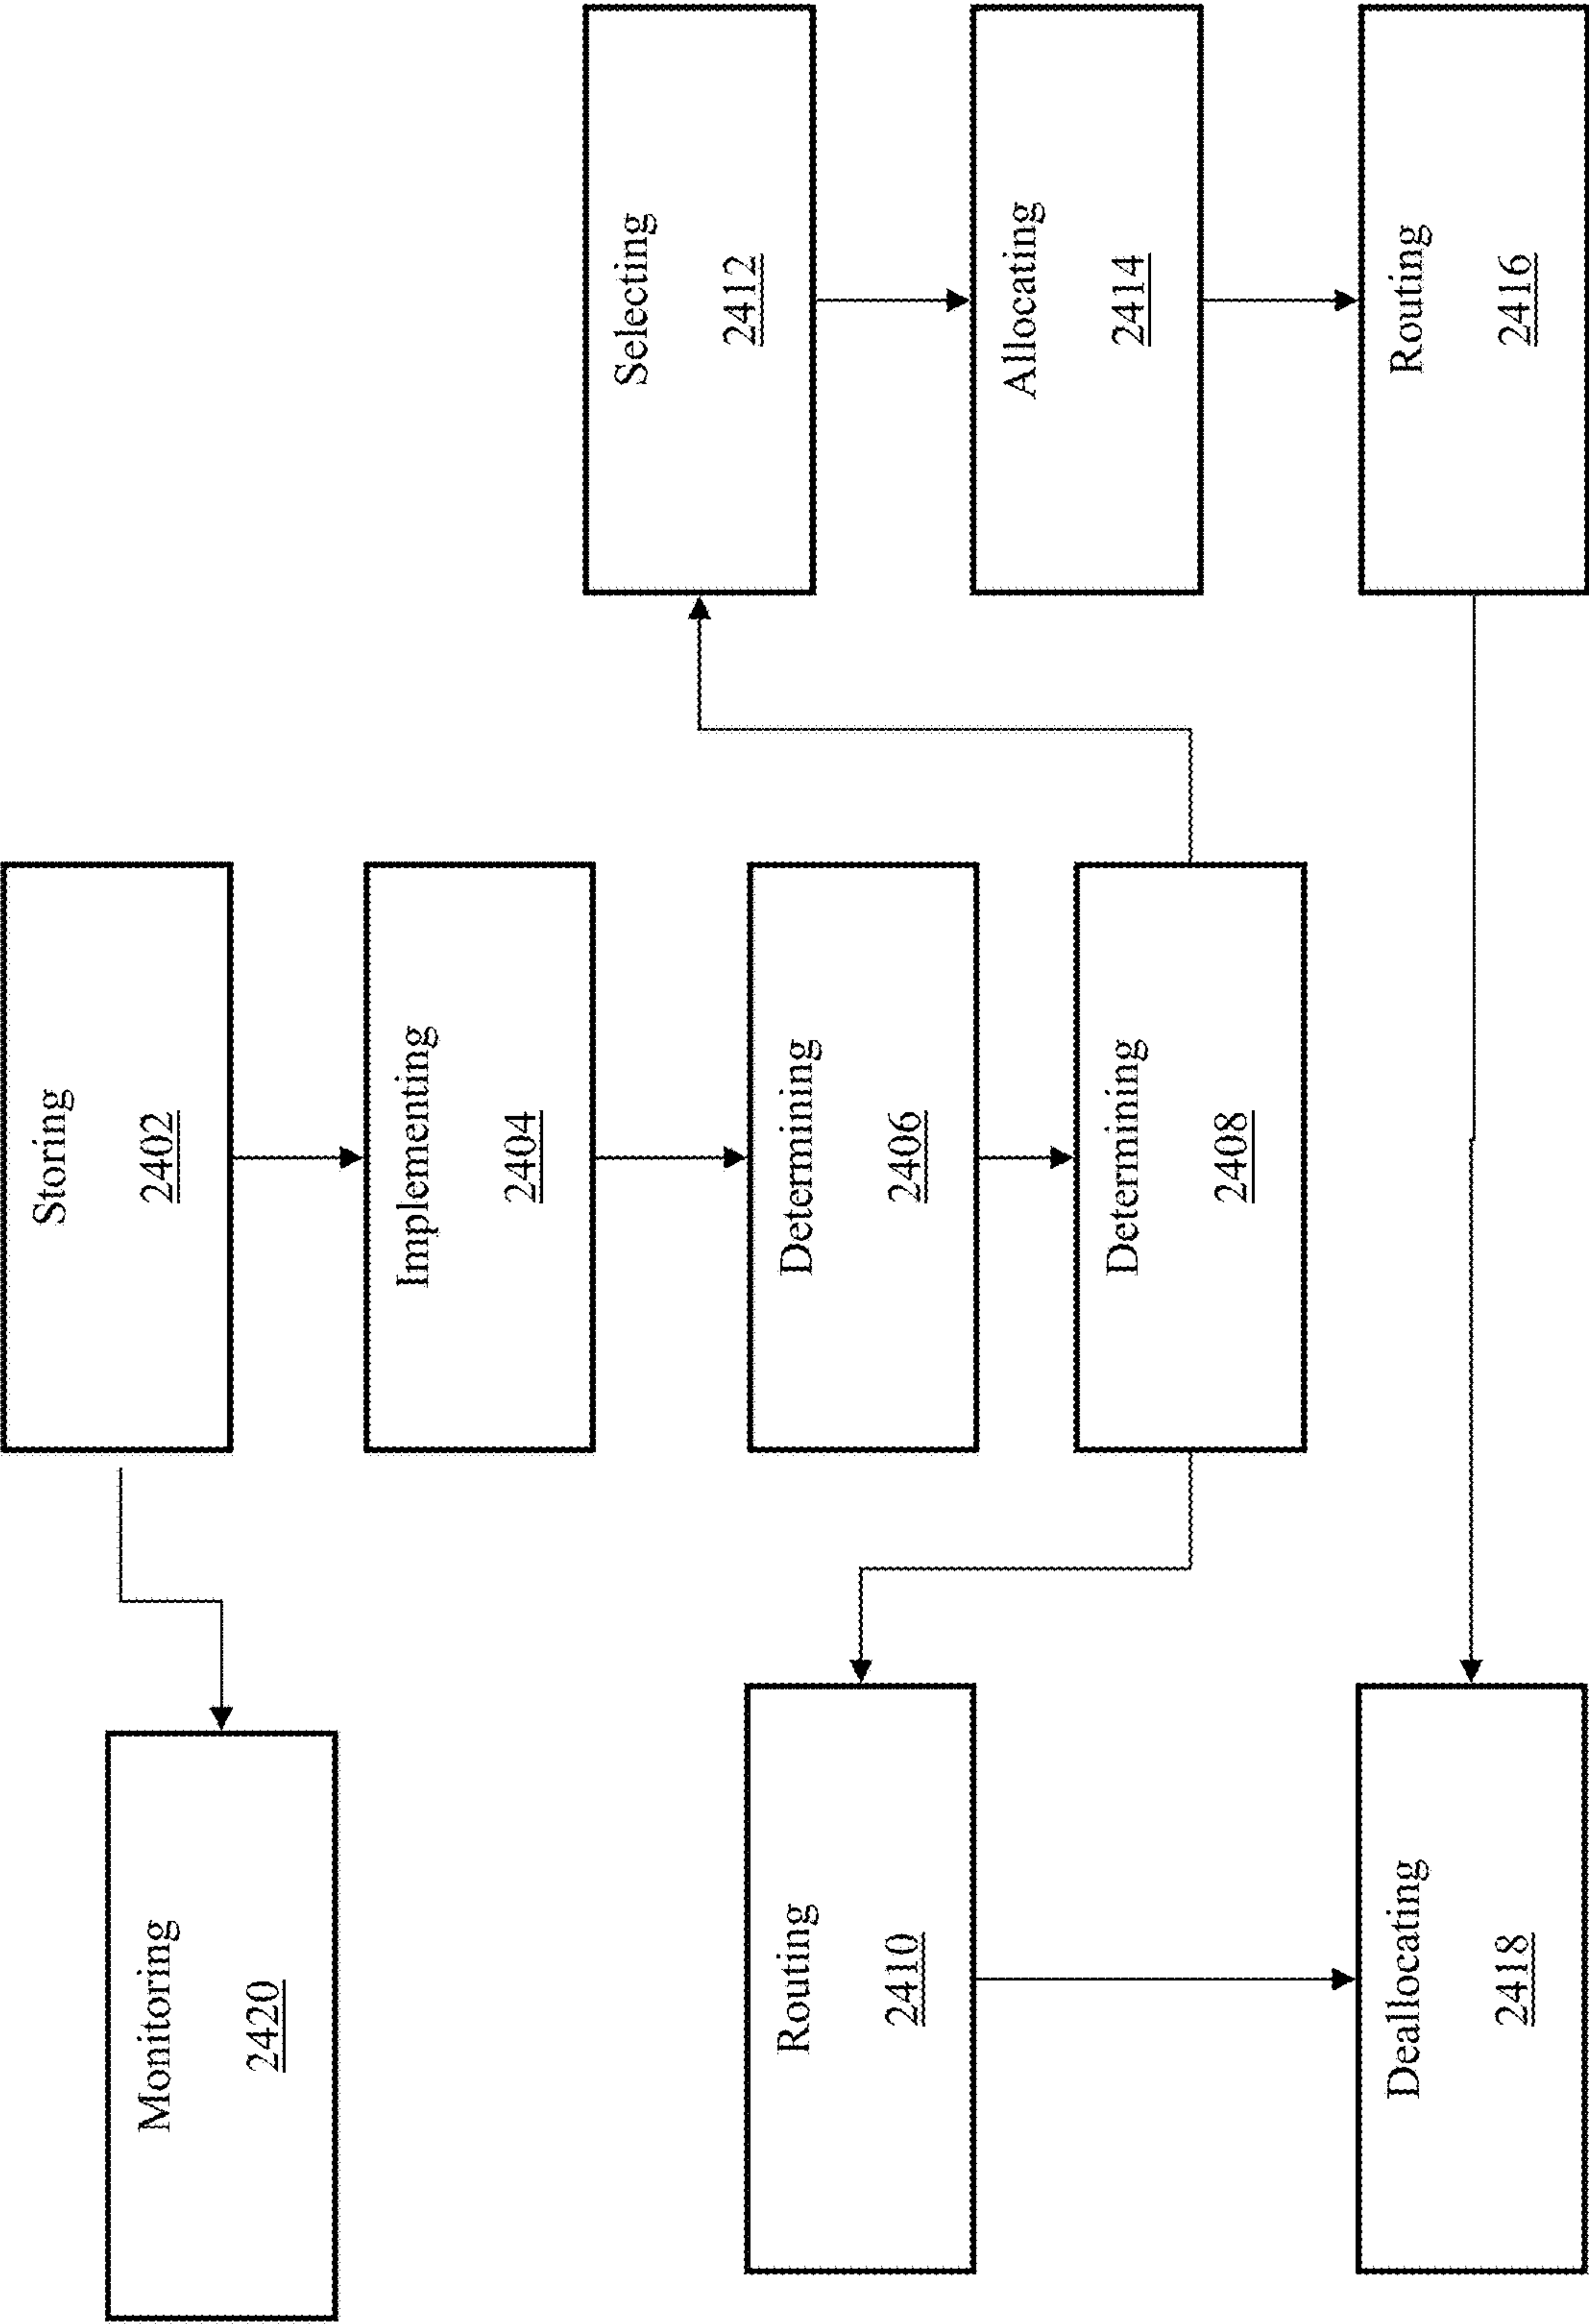 Monitoring
2420
Storing
2402
Implementing
2404
Determining
2406
Determining
2408
Routing
2410
Selecting
2412
Allocating
2414
Routing
2416
Deallocating
2418